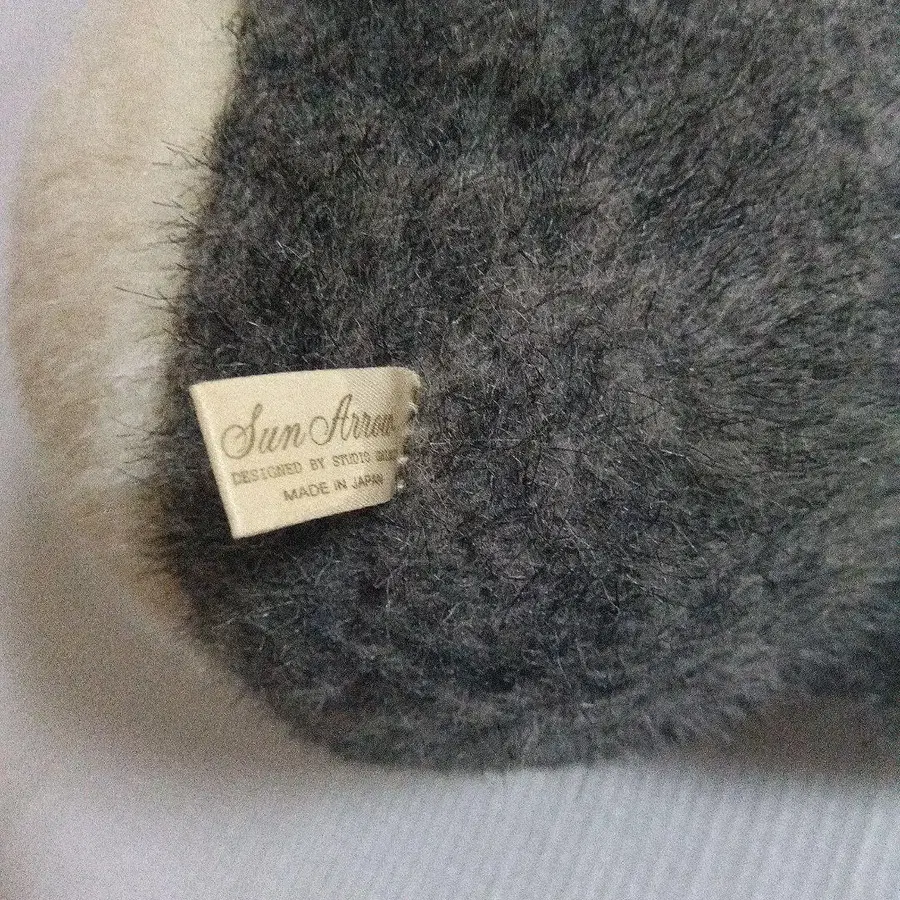 Sun Arrow
DESIGNED BY STUDIO
MADE IN JAPAN